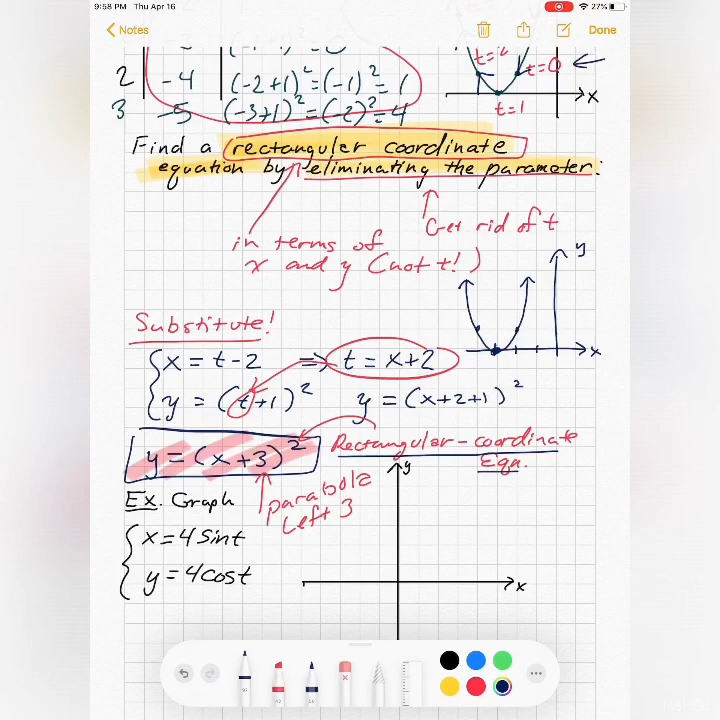 9:58 PM Thu Apr 16
27%
Notes
Done
t=2
t=0
x
t=1
2 -4 (-2+1)²=(-1)²=1
3 -5 (-3+1)²=(-2)²=4
Find a rectangular coordinate
equation by eliminating the parameter:
Get rid of t
in terms of
x and y (not t!)
y
x
Substitute!
x = t-2 => t = x+2
y = (t+1)² y = (x+2+1)²
y = (x+3)²
Rectangular-coordinate
Eqn.
parabola
Left 3
Ex. Graph
x = 4 Sint
y = 4 cost
y
x